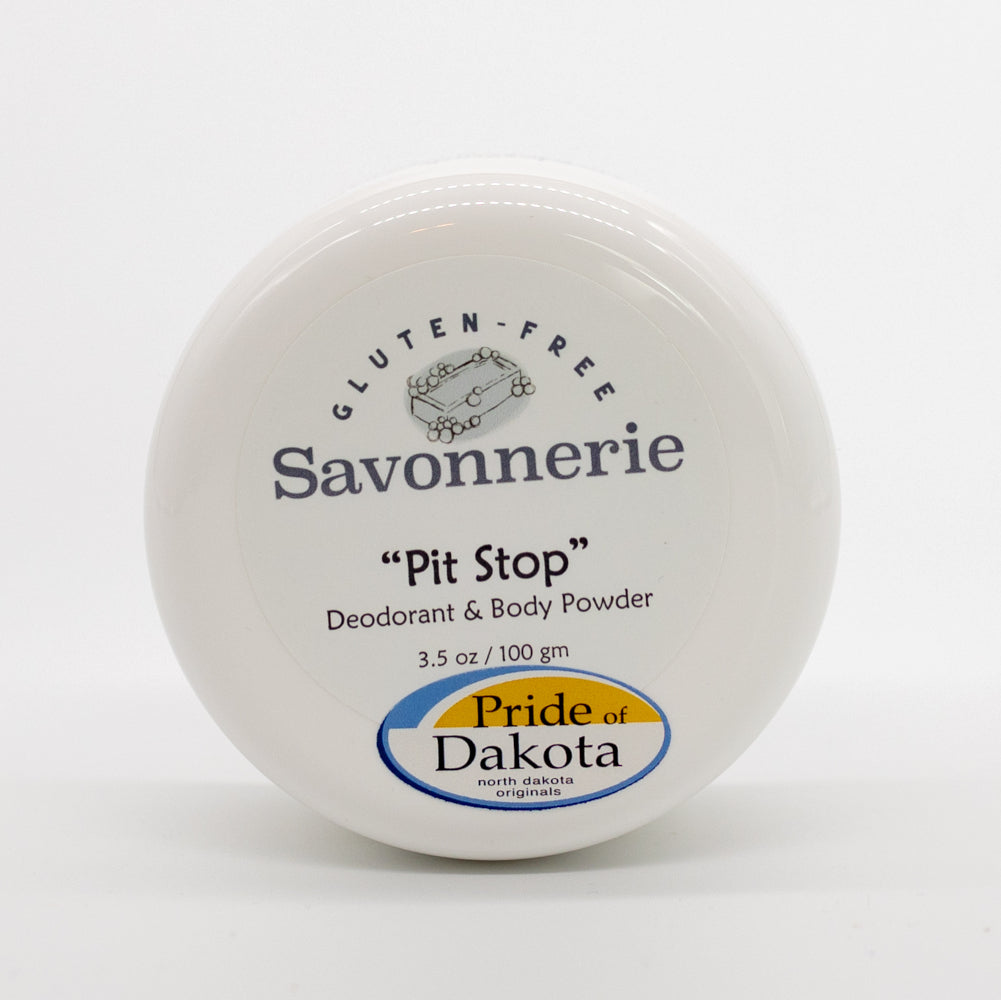 GLUTEN-FREE
Savonnerie
“Pit Stop”
Deodorant & Body Powder
3.5 oz / 100 gm
Pride of
Dakota
north dakota
originals